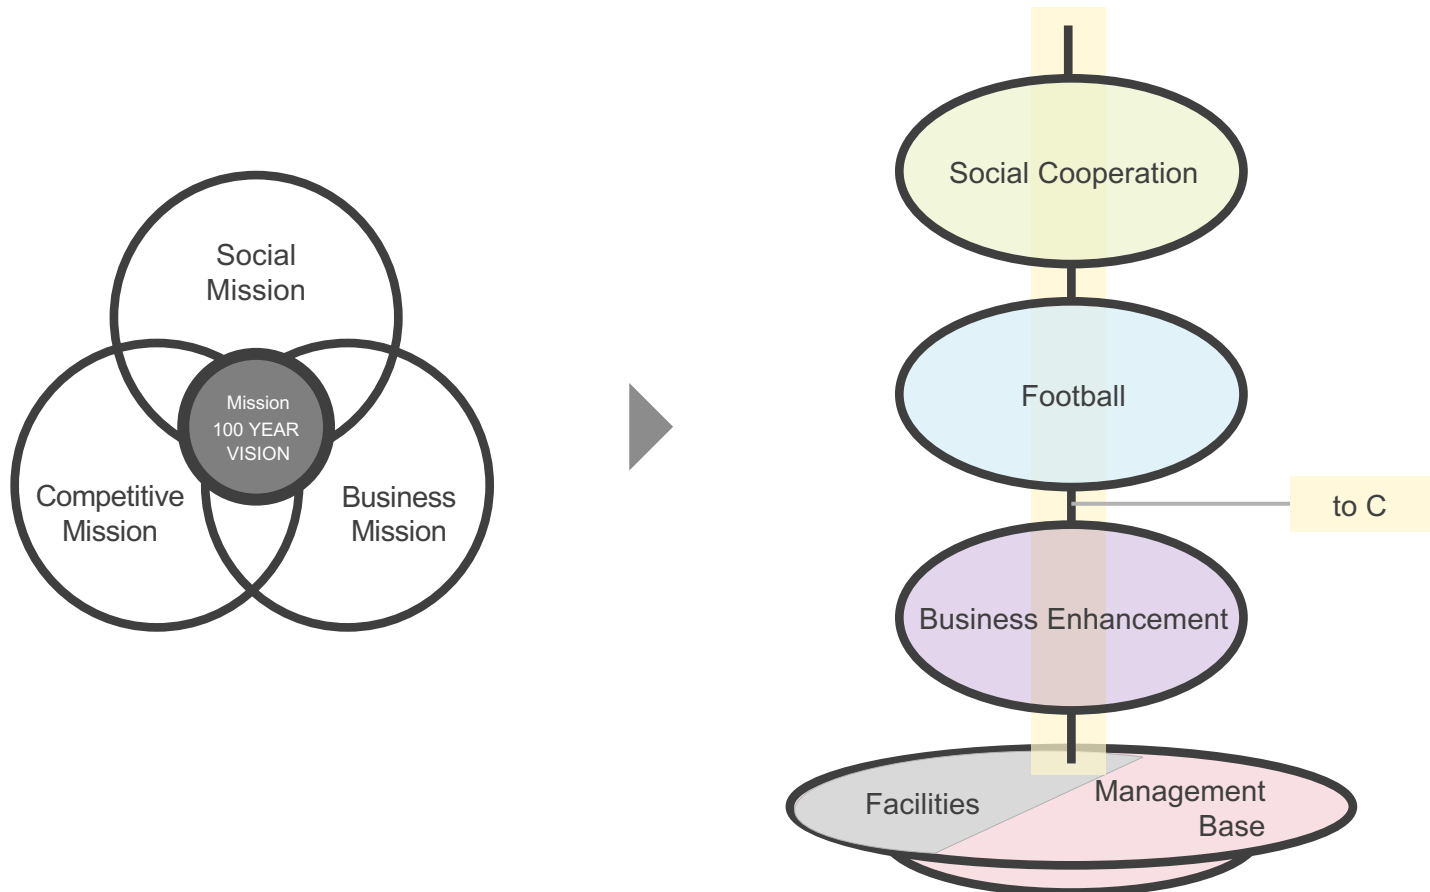 Social
Mission
Mission
100 YEAR
VISION
Competitive
Mission
Business
Mission
Social Cooperation
Football
to C
Business Enhancement
Facilities
Management
Base